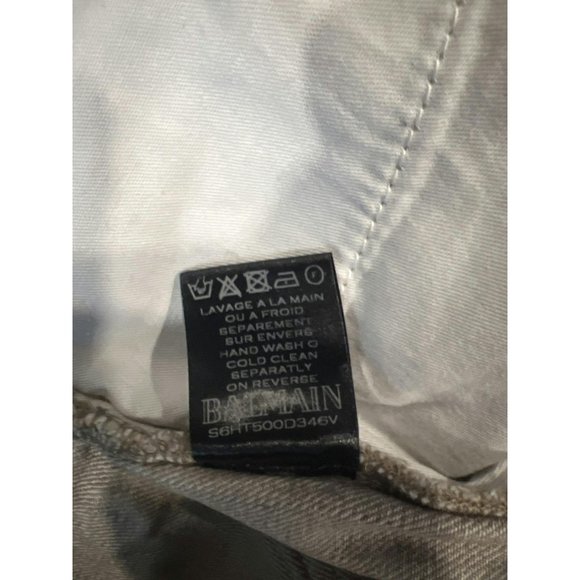 LAVAGE A LA MAIN
OU A FROID
SEPAREMENT
SUR ENVERS
HAND WASH O
COLD CLEAN
SEPARATLY
ON REVERSE
BALMAIN
S6HT500D346V